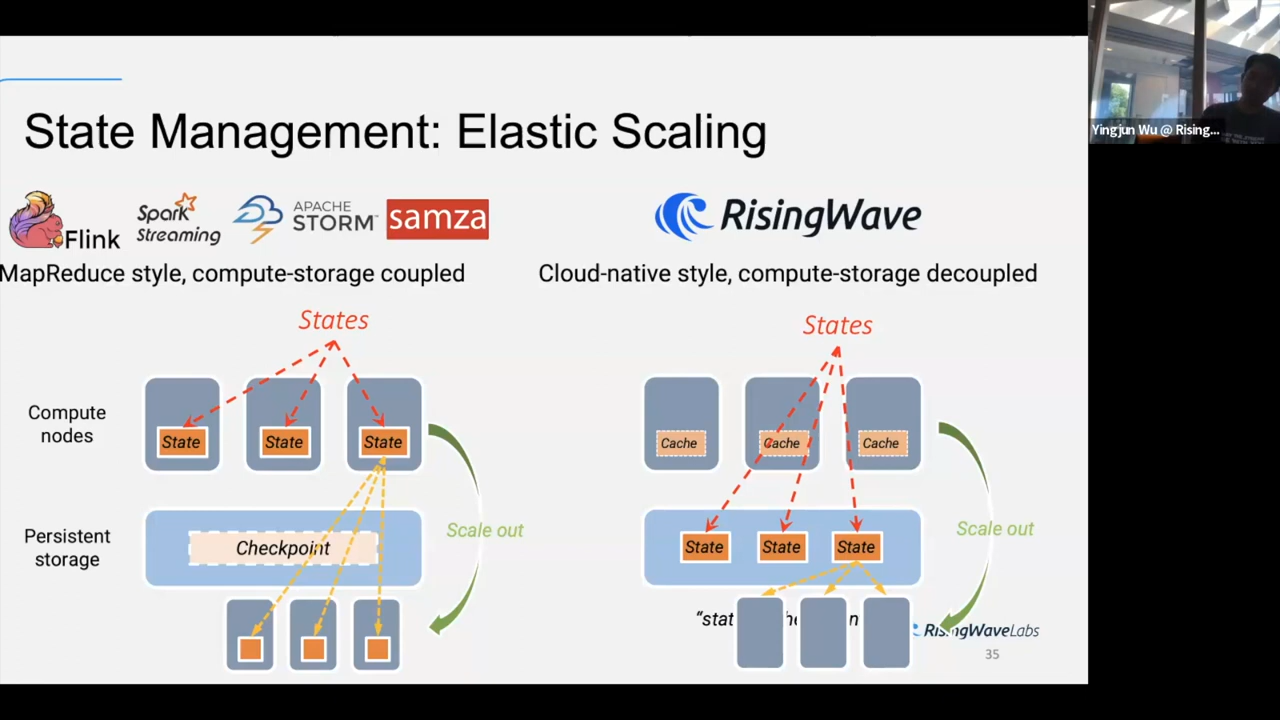 State Management: Elastic Scaling
Flink
Spark Streaming
APACHE STORM
samza
RisingWave
MapReduce style, compute-storage coupled
Cloud-native style, compute-storage decoupled
States
States
Compute nodes
State
State
State
Cache
Cache
Cache
Persistent storage
Checkpoint
Scale out
State
State
State
Scale out
RisingWaveLabs
35
Yingjun Wu @ Rising...